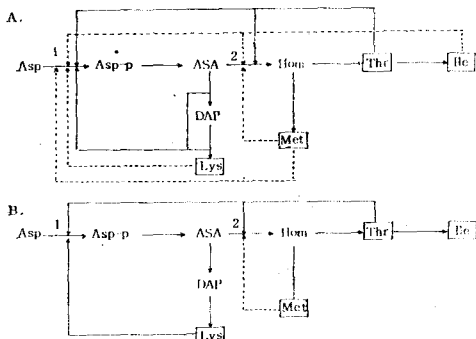 A.
1
2
Asp Asp-p ASA Hom Thr Ile
DAP
Met
Lys
B.
1
2
Asp Asp-p ASA Hom Thr Ile
DAP
Met
Lys